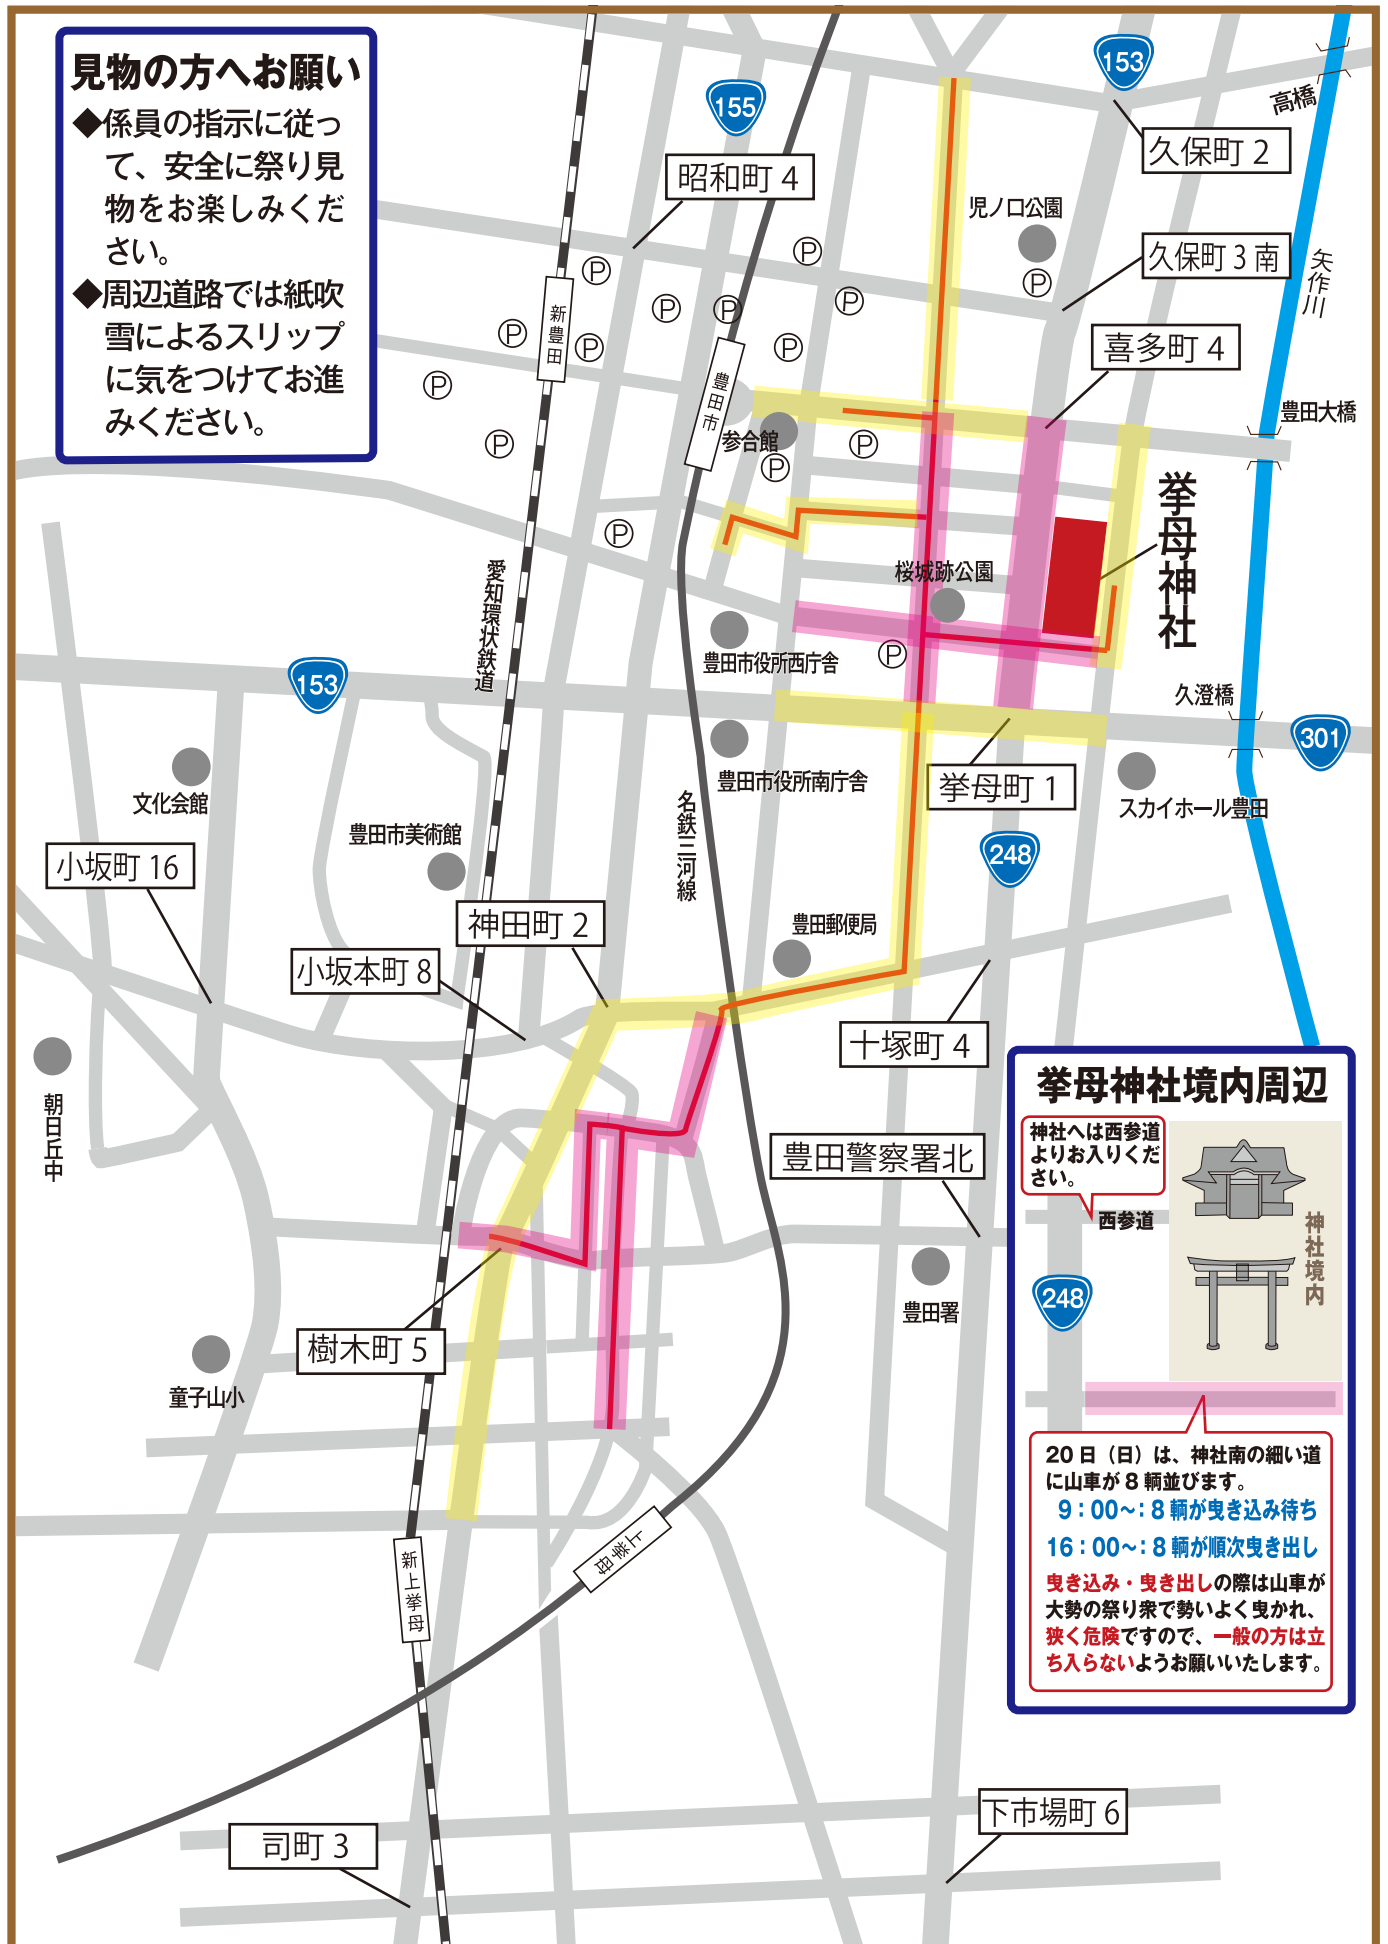 見物の方へお願い
◆係員の指示に従っ
て、安全に祭り見
物をお楽しみくだ
さい。
◆周辺道路では紙吹
雪によるスリップ
に気をつけてお進
みください。
153
155
高橋
久保町 2
昭和町 4
児ノ口公園
久保町 3 南
矢作川
Ⓟ
Ⓟ
Ⓟ
Ⓟ
Ⓟ
Ⓟ
新豊田
Ⓟ
Ⓟ
Ⓟ
喜多町 4
Ⓟ
豊田市
豊田大橋
参合館
Ⓟ
Ⓟ
Ⓟ
挙母神社
Ⓟ
愛知環状鉄道
桜城跡公園
豊田市役所西庁舎
Ⓟ
153
久澄橋
301
豊田市役所南庁舎
挙母町 1
文化会館
スカイホール豊田
名鉄三河線
豊田市美術館
248
小坂町 16
神田町 2
豊田郵便局
小坂本町 8
十塚町 4
朝日丘中
豊田警察署北
豊田署
樹木町 5
童子山小
上挙母
新上挙母
下市場町 6
司町 3
挙母神社境内周辺
神社へは西参道
よりお入りくだ
さい。
西参道
神社境内
248
20 日（日）は、神社南の細い道
に山車が 8 輌並びます。
9：00～：8 輌が曳き込み待ち
16：00～：8 輌が順次曳き出し
曳き込み・曳き出しの際は山車が
大勢の祭り衆で勢いよく曳かれ、
狭く危険ですので、一般の方は立
ち入らないようお願いいたします。